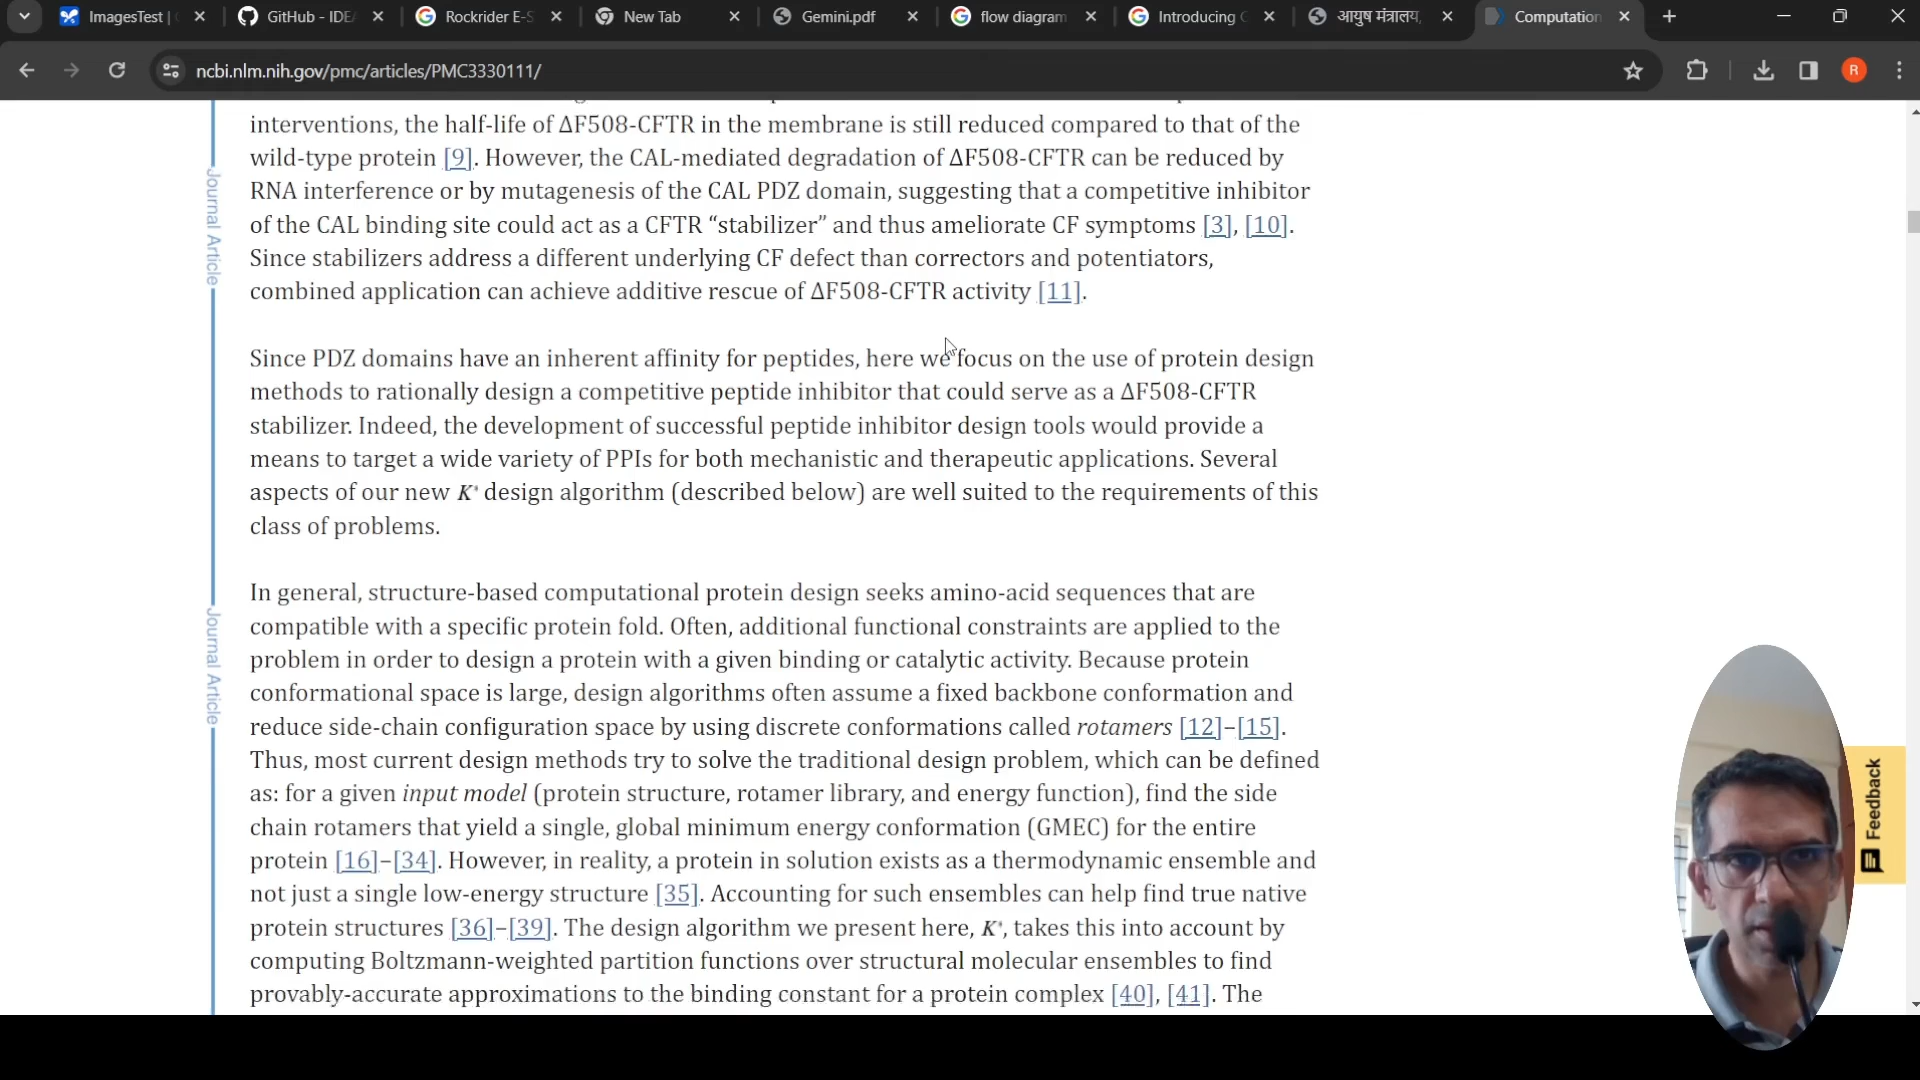 ImagesTest |
GitHub - IDEA
Rockrider E-S
New Tab
Gemini.pdf
flow diagram
Introducing
आयुष मंत्रालय,
Computation
ncbi.nlm.nih.gov/pmc/articles/PMC3330111/
R
interventions, the half-life of ΔF508-CFTR in the membrane is still reduced compared to that of the
wild-type protein [9]. However, the CAL-mediated degradation of ΔF508-CFTR can be reduced by
RNA interference or by mutagenesis of the CAL PDZ domain, suggesting that a competitive inhibitor
of the CAL binding site could act as a CFTR “stabilizer” and thus ameliorate CF symptoms [3], [10].
Since stabilizers address a different underlying CF defect than correctors and potentiators,
combined application can achieve additive rescue of ΔF508-CFTR activity [11].
Since PDZ domains have an inherent affinity for peptides, here we focus on the use of protein design
methods to rationally design a competitive peptide inhibitor that could serve as a ΔF508-CFTR
stabilizer. Indeed, the development of successful peptide inhibitor design tools would provide a
means to target a wide variety of PPIs for both mechanistic and therapeutic applications. Several
aspects of our new K* design algorithm (described below) are well suited to the requirements of this
class of problems.
In general, structure-based computational protein design seeks amino-acid sequences that are
compatible with a specific protein fold. Often, additional functional constraints are applied to the
problem in order to design a protein with a given binding or catalytic activity. Because protein
conformational space is large, design algorithms often assume a fixed backbone conformation and
reduce side-chain configuration space by using discrete conformations called rotamers [12]–[15].
Thus, most current design methods try to solve the traditional design problem, which can be defined
as: for a given input model (protein structure, rotamer library, and energy function), find the side
chain rotamers that yield a single, global minimum energy conformation (GMEC) for the entire
protein [16]–[34]. However, in reality, a protein in solution exists as a thermodynamic ensemble and
not just a single low-energy structure [35]. Accounting for such ensembles can help find true native
protein structures [36]–[39]. The design algorithm we present here, K*, takes this into account by
computing Boltzmann-weighted partition functions over structural molecular ensembles to find
provably-accurate approximations to the binding constant for a protein complex [40], [41]. The
Journal Article
Journal Article
Feedback